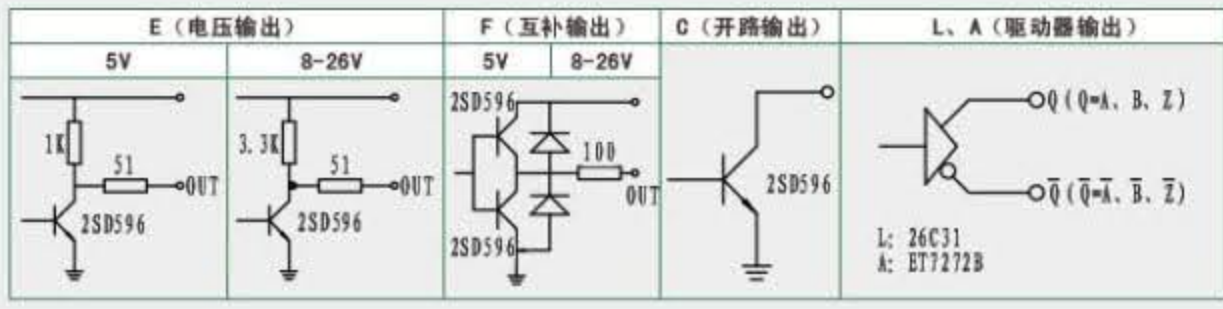 E（电压输出）
F（互补输出）
C（开路输出）
L、A（驱动器输出）
5V
8-26V
5V
8-26V
1K
51
OUT
2SD596
3.3K
51
OUT
2SD596
2SD596
100
OUT
2SD596
2SD596
Q(Q=A、B、Z)
Q̅(Q̅=A̅、B̅、Z̅)
L: 26C31
A: ET7272B